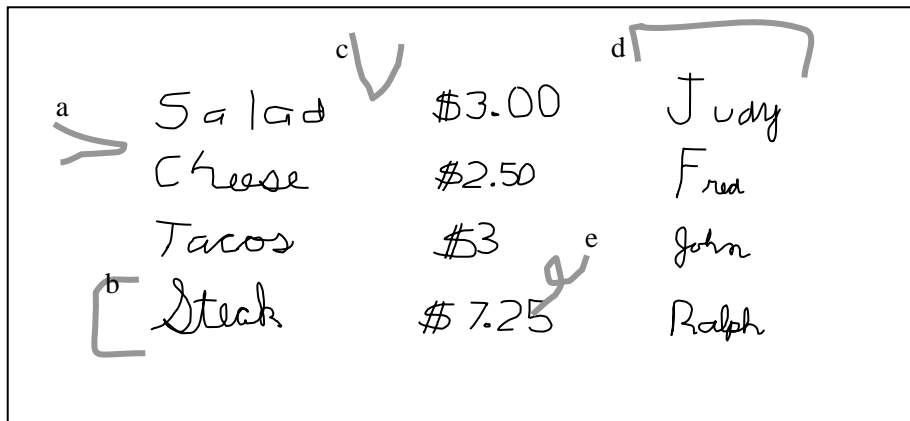 c d
a Salad $3.00 Judy
Cheese $2.50 Fred
Tacos $3 John
e
b Steak $7.25 Ralph